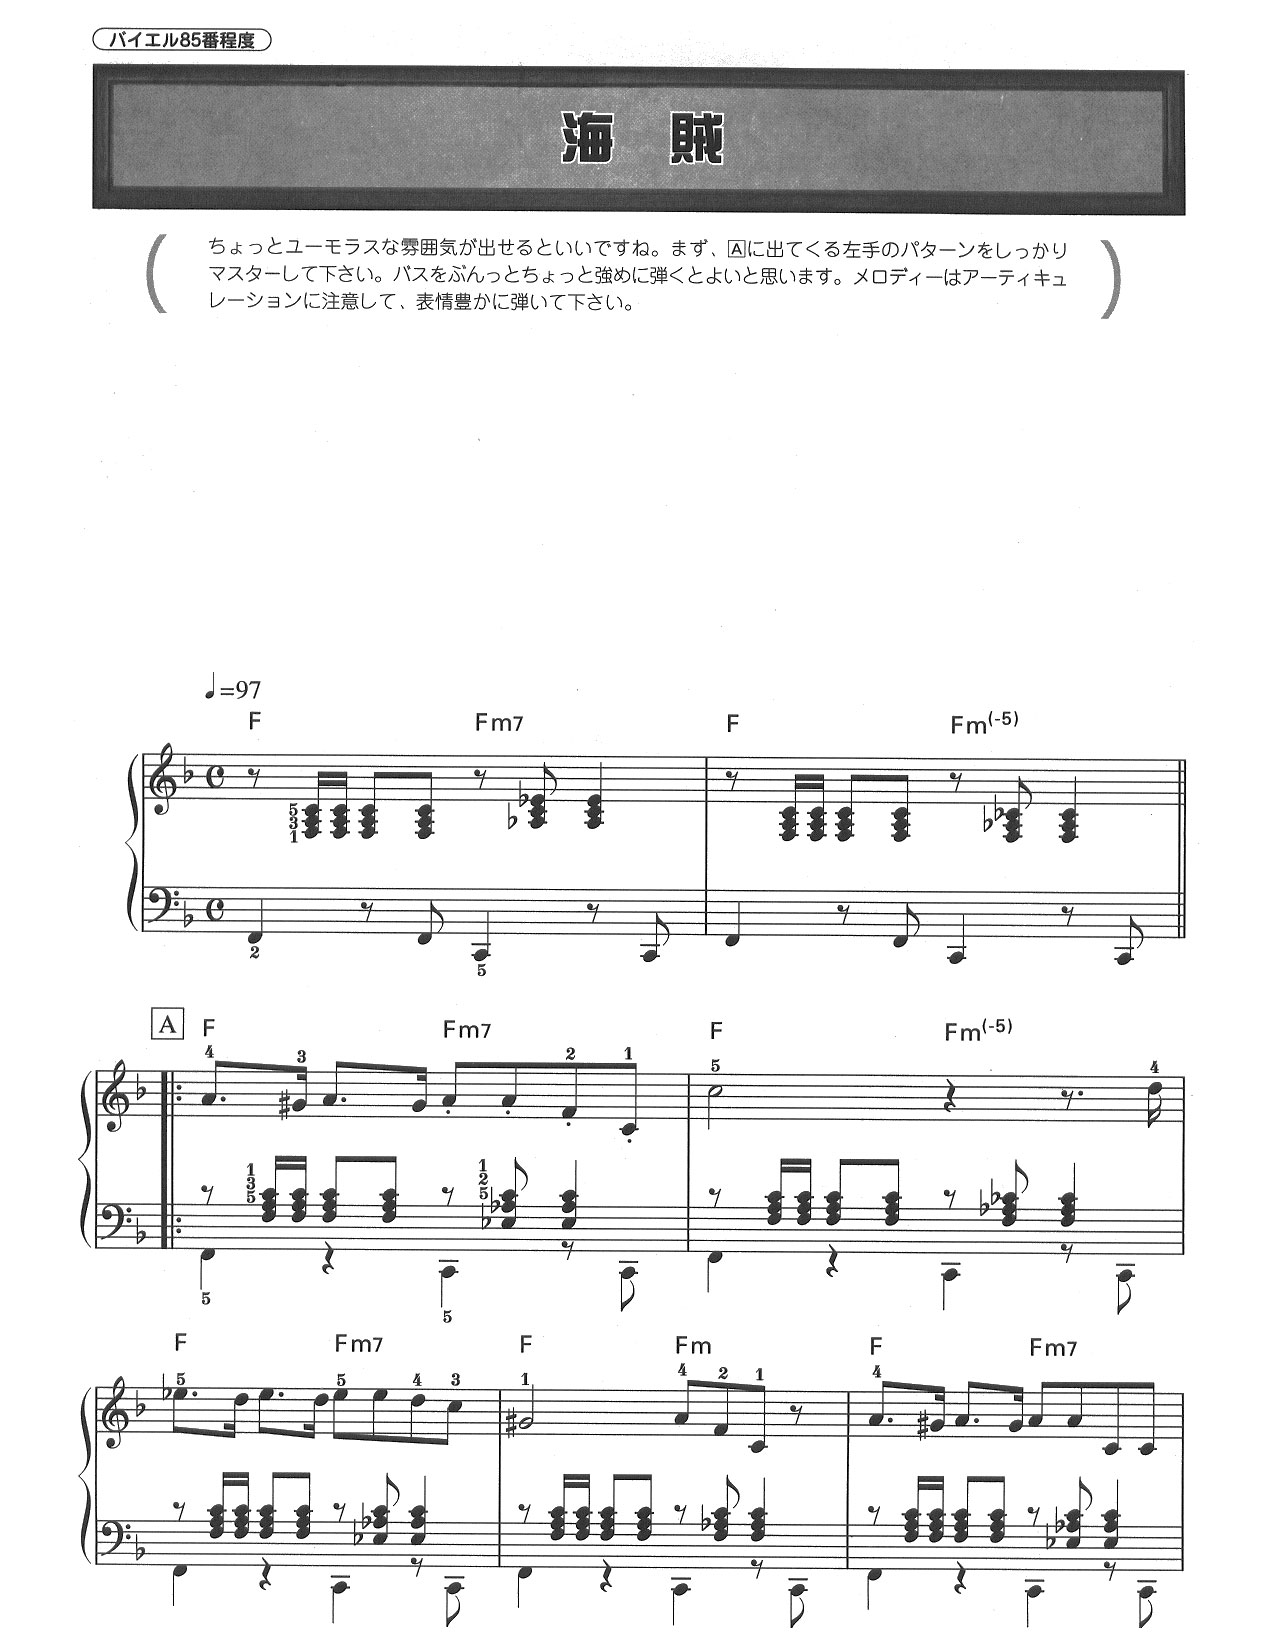 バイエル85番程度
海　賊
ちょっとユーモラスな雰囲気が出せるといいですね。まず、Aに出てくる左手のパターンをしっかり
マスターして下さい。バスをぶんっとちょっと強めに弾くとよいと思います。メロディーはアーティキュ
レーションに注意して、表情豊かに弾いて下さい。
♩=97
F Fm7 F Fm(-5)
5
3
1
2 5
A F Fm7 F Fm(-5)
4 3 2 1 5 4
1 1
3 2
5 5
5 5
F Fm7 F Fm F Fm7
5 5 4 3 1 4 2 1 4